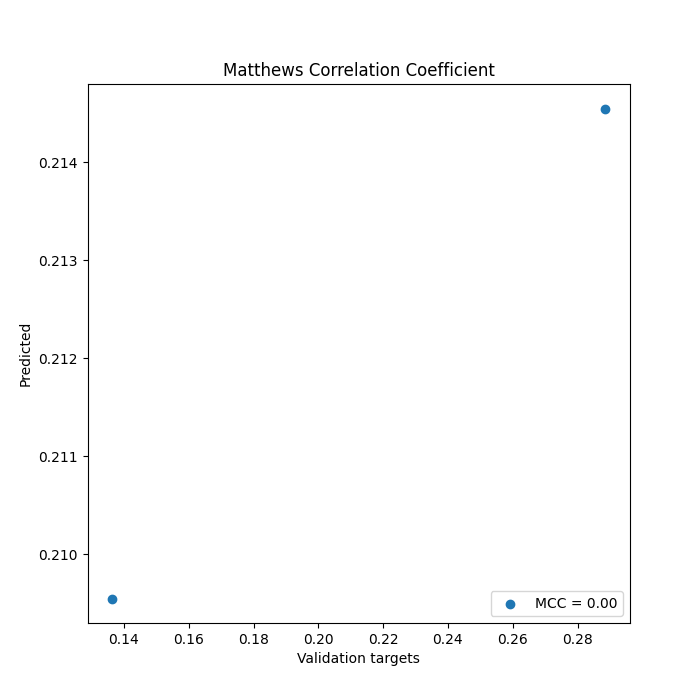 Matthews Correlation Coefficient
0.214
0.213
0.212
0.211
0.210
Predicted
MCC = 0.00
0.14 0.16 0.18 0.20 0.22 0.24 0.26 0.28
Validation targets